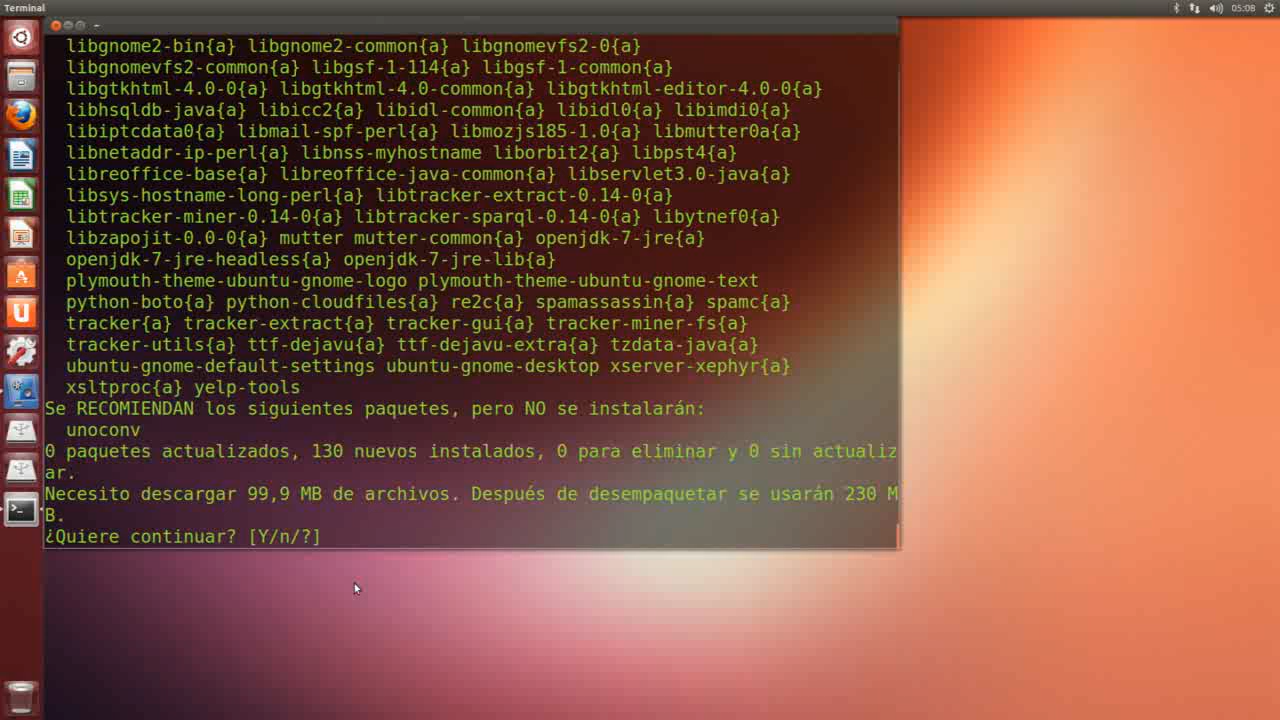 Terminal
05:08
libgnome2-bin{a} libgnome2-common{a} libgnomevfs2-0{a}
libgnomevfs2-common{a} libgsf-1-114{a} libgsf-1-common{a}
libgtkhtml-4.0-0{a} libgtkhtml-4.0-common{a} libgtkhtml-editor-4.0-0{a}
libhsqldb-java{a} libicc2{a} libidl-common{a} libidl0{a} libimdi0{a}
libiptcdata0{a} libmail-spf-perl{a} libmozjs185-1.0{a} libmutter0a{a}
libnetaddr-ip-perl{a} libnss-myhostname liborbit2{a} libpst4{a}
libreoffice-base{a} libreoffice-java-common{a} libservlet3.0-java{a}
libsys-hostname-long-perl{a} libtracker-extract-0.14-0{a}
libtracker-miner-0.14-0{a} libtracker-sparql-0.14-0{a} libytnef0{a}
libzapojit-0.0-0{a} mutter mutter-common{a} openjdk-7-jre{a}
openjdk-7-jre-headless{a} openjdk-7-jre-lib{a}
plymouth-theme-ubuntu-gnome-logo plymouth-theme-ubuntu-gnome-text
python-boto{a} python-cloudfiles{a} re2c{a} spamassassin{a} spamc{a}
tracker{a} tracker-extract{a} tracker-gui{a} tracker-miner-fs{a}
tracker-utils{a} ttf-dejavu{a} ttf-dejavu-extra{a} tzdata-java{a}
ubuntu-gnome-default-settings ubuntu-gnome-desktop xserver-xephyr{a}
xsltproc{a} yelp-tools
Se RECOMIENDAN los siguientes paquetes, pero NO se instalarán:
unoconv
0 paquetes actualizados, 130 nuevos instalados, 0 para eliminar y 0 sin actualiz
ar.
Necesito descargar 99,9 MB de archivos. Después de desempaquetar se usarán 230 M
B.
¿Quiere continuar? [Y/n/?]